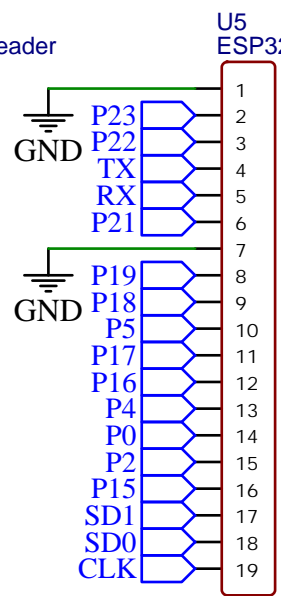 eader
U5
ESP32
1
P23 2
GND P22 3
TX 4
RX 5
P21 6
7
P19 8
GND P18 9
P5 10
P17 11
P16 12
P4 13
P0 14
P2 15
P15 16
SD1 17
SD0 18
CLK 19